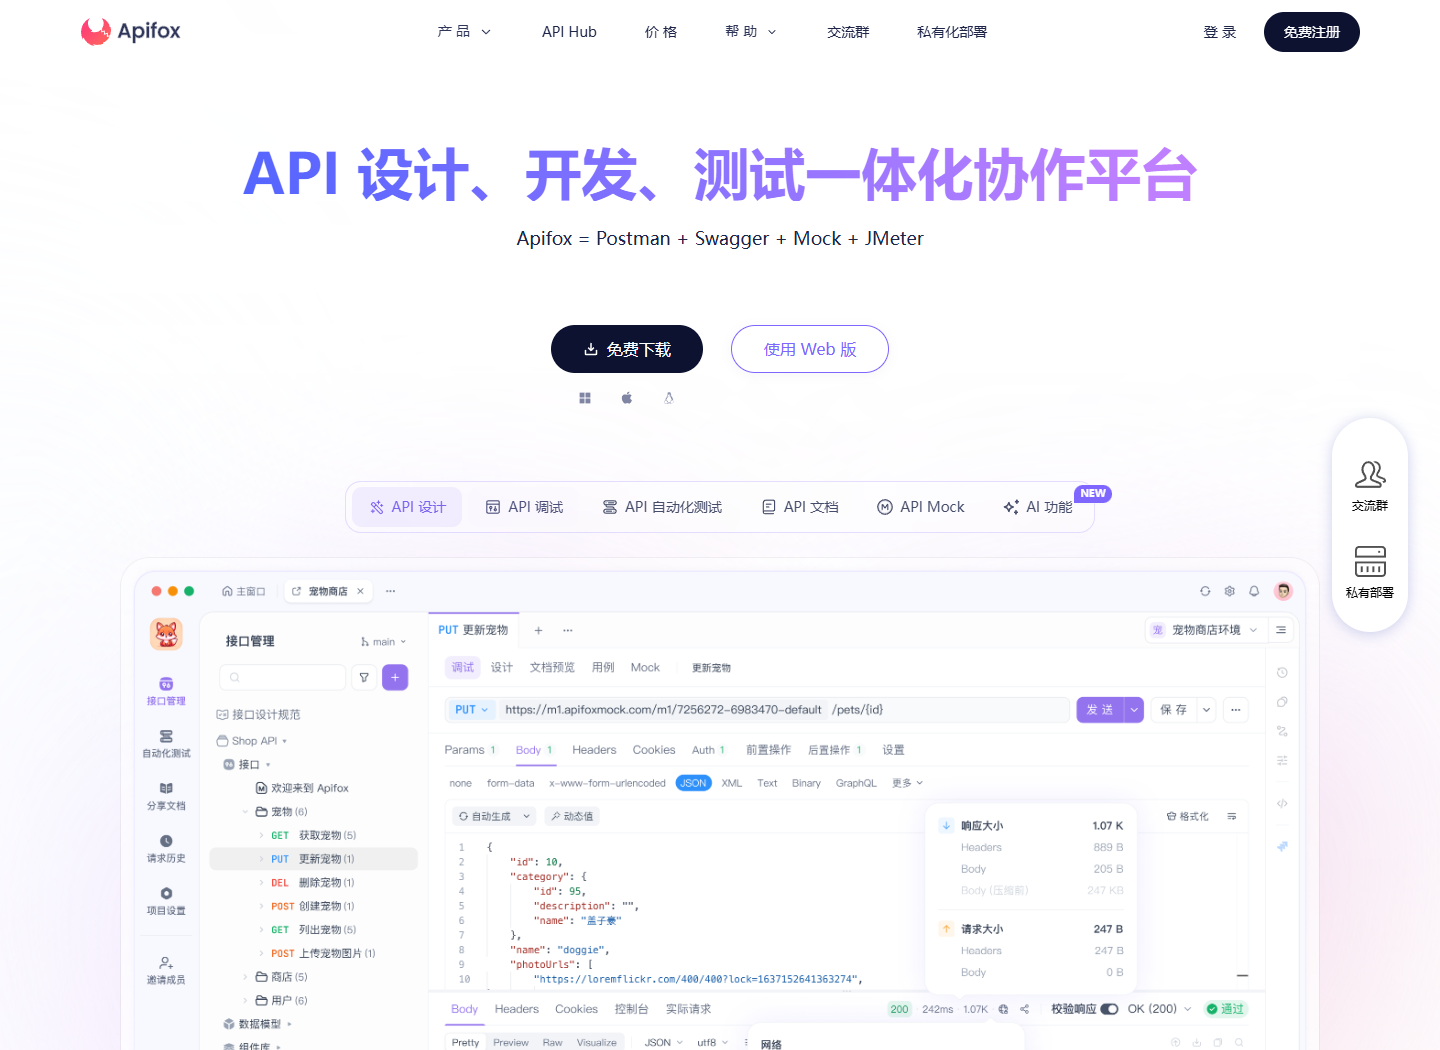 Apifox
产品 API Hub 价格 帮助 交流群 私有化部署 登录 免费注册
API 设计、开发、测试一体化协作平台
Apifox = Postman + Swagger + Mock + JMeter
免费下载 使用 Web 版
API 设计 API 调试 API 自动化测试 API 文档 API Mock AI 功能 NEW
交流群
私有部署
主窗口 宠物商店
接口管理 main
PUT 更新宠物
宠 宠物商店环境
调试 设计 文档预览 用例 Mock 更新宠物
接口管理
自动化测试
分享文档
请求历史
项目设置
邀请成员
接口设计规范
Shop API
接口
欢迎来到 Apifox
宠物 (6)
GET 获取宠物 (5)
PUT 更新宠物 (1)
DEL 删除宠物 (1)
POST 创建宠物 (1)
GET 列出宠物 (1)
POST 上传宠物图片 (1)
商店 (5)
用户 (6)
数据模型
组件库
PUT https://m1.apifoxmock.com/m1/7256272-6983470-default /pets/{id} 发送 保存
Params 1 Body 1 Headers Cookies Auth 1 前置操作 后置操作 1 设置
none form-data x-www-form-urlencoded JSON XML Text Binary GraphQL 更多
自动生成 动态值 格式化
1 {
2 "id": 10,
3 "category": {
4 "id": 95,
5 "description": "",
6 "name": "盖子豪"
7 },
8 "name": "doggie",
9 "photoUrls": [
10 "https://loremflickr.com/400/400?lock=1637152641363274",
响应大小 1.07 K
Headers 889 B
Body 205 B
Body (压缩前) 247 KB
请求大小 247 B
Headers 247 B
Body 0 B
Body Headers Cookies 控制台 实际请求 200 242ms 1.07K 校验响应 OK (200) 通过
Pretty Preview Raw Visualize JSON utf8
网络